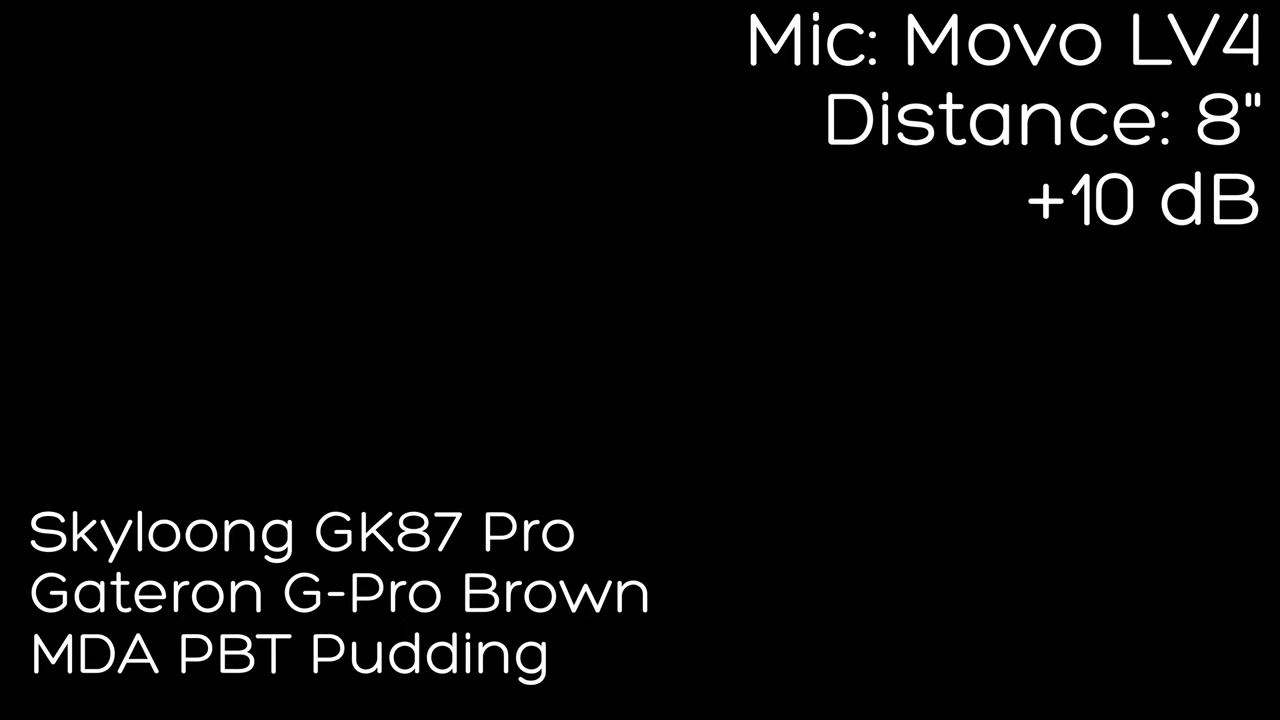 Mic: Movo LV4
Distance: 8"
+10 dB
Skyloong GK87 Pro
Gateron G-Pro Brown
MDA PBT Pudding